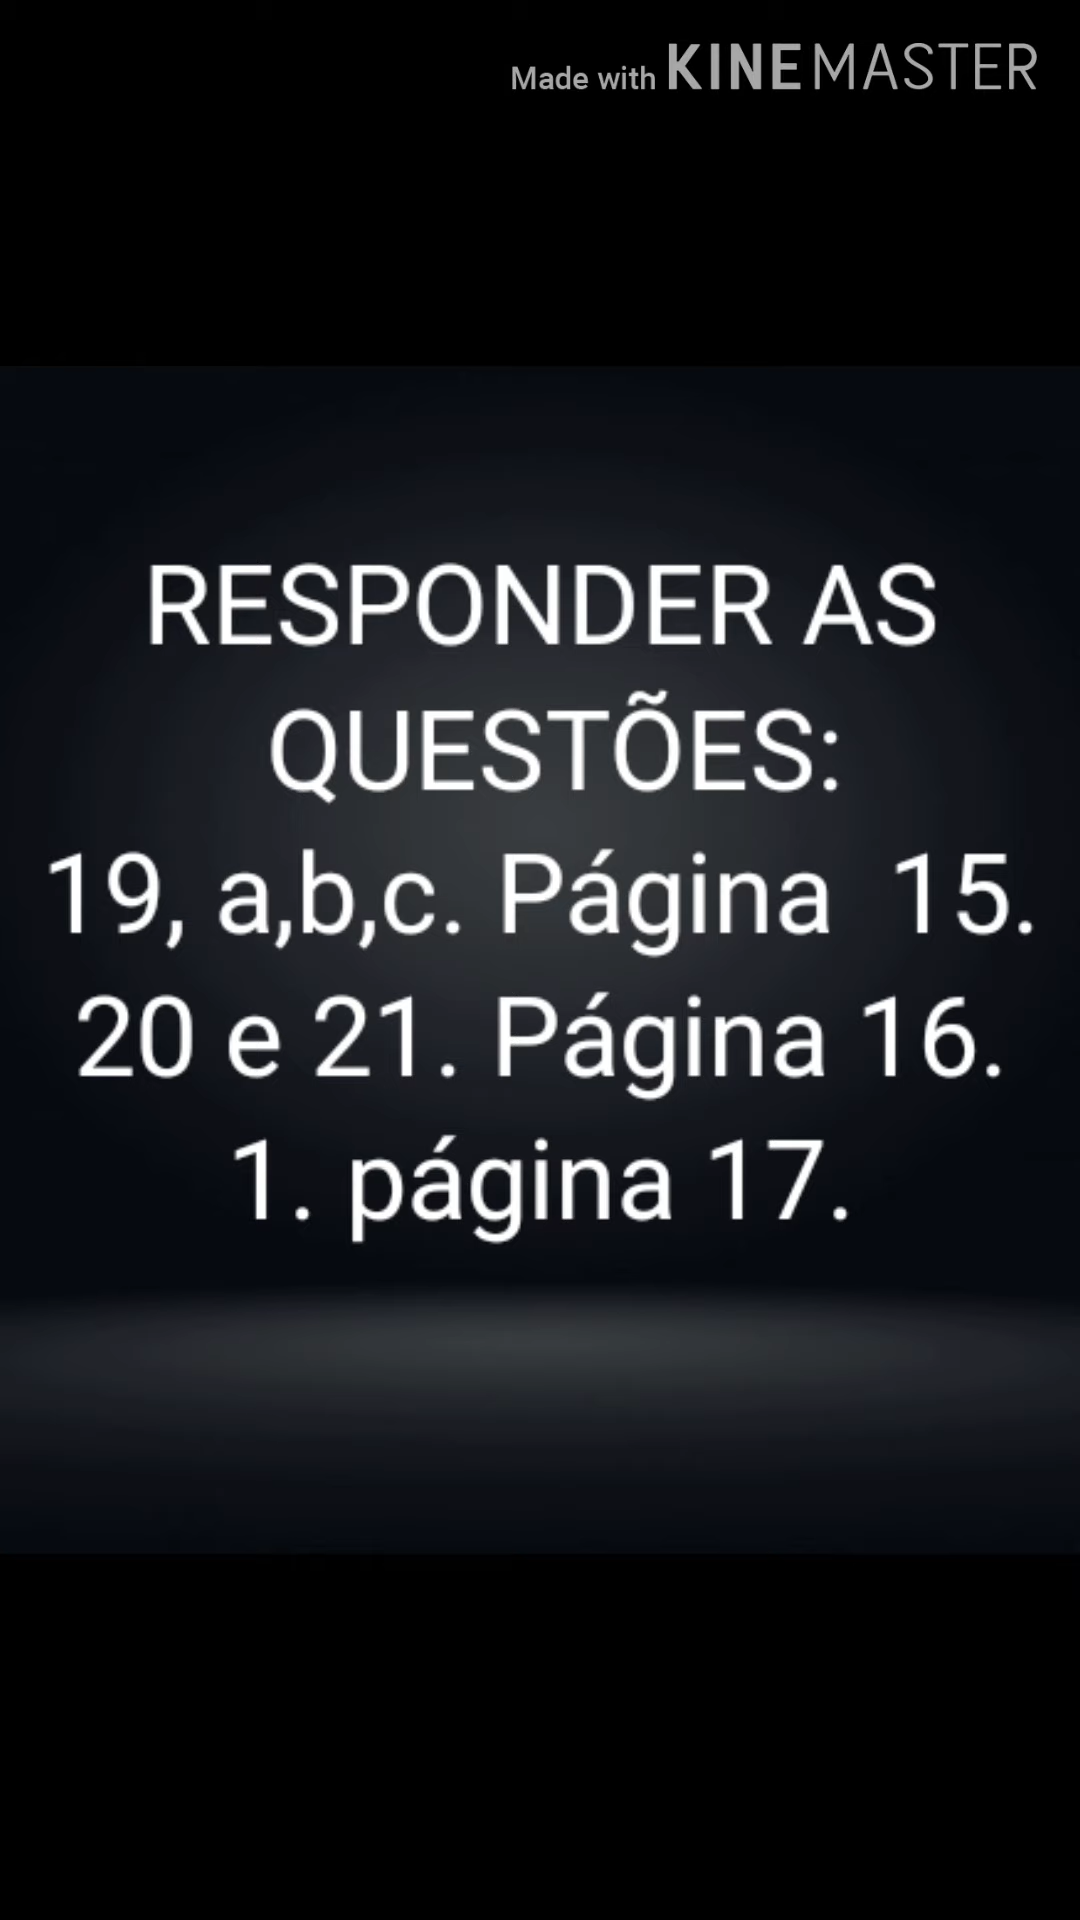 Made with KINEMASTER
RESPONDER AS
QUESTÕES:
19, a,b,c. Página 15.
20 e 21. Página 16.
1. página 17.